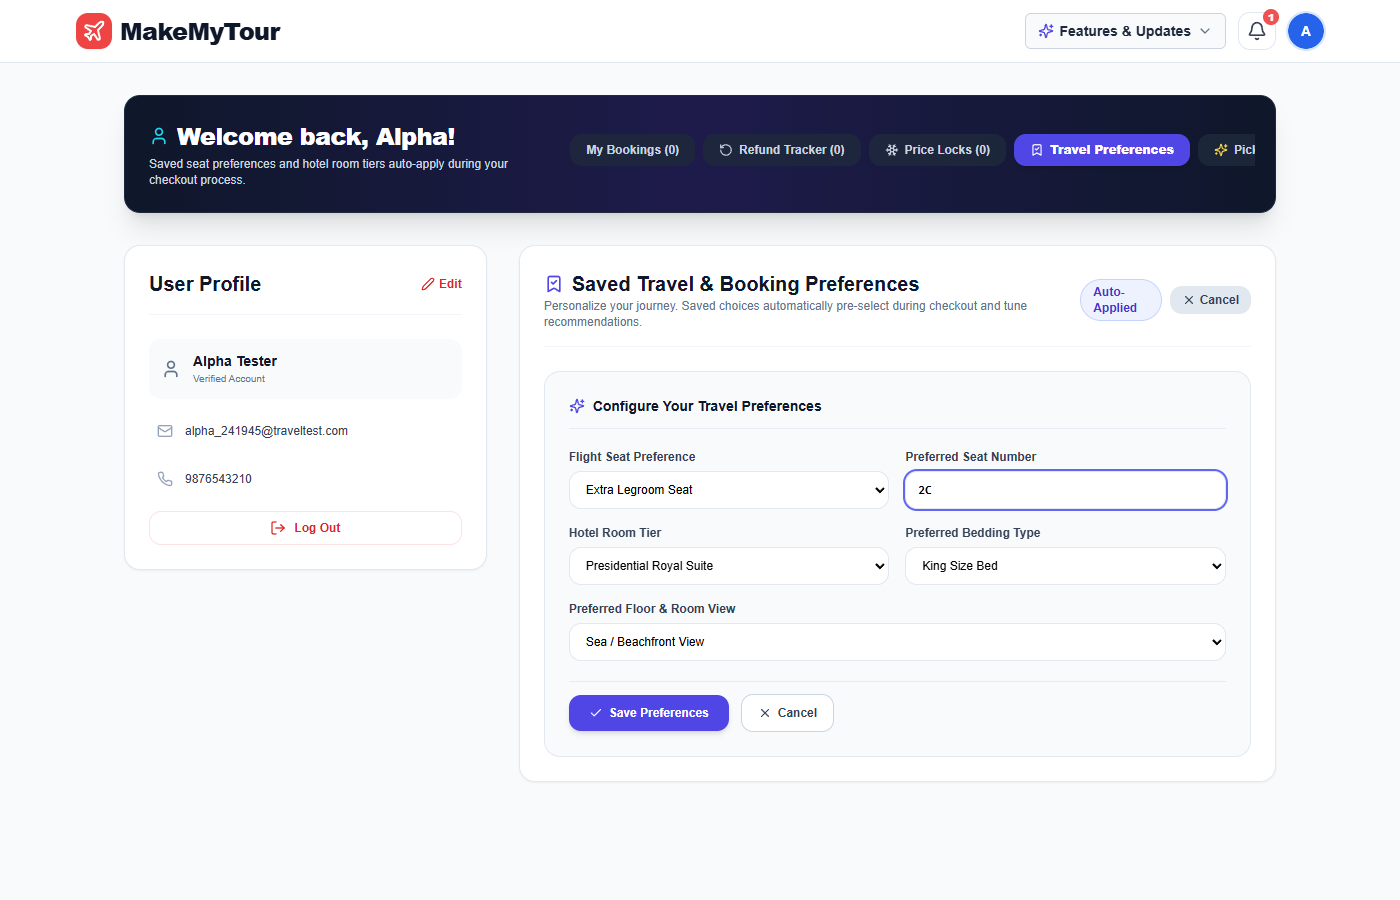 MakeMyTour
Features & Updates
1
A
Welcome back, Alpha!
Saved seat preferences and hotel room tiers auto-apply during your
checkout process.
My Bookings (0)
Refund Tracker (0)
Price Locks (0)
Travel Preferences
User Profile
Edit
Alpha Tester
Verified Account
alpha_241945@traveltest.com
9876543210
Log Out
Saved Travel & Booking Preferences
Personalize your journey. Saved choices automatically pre-select during checkout and tune
recommendations.
Auto-
Applied
Cancel
Configure Your Travel Preferences
Flight Seat Preference
Preferred Seat Number
Extra Legroom Seat
2C
Hotel Room Tier
Preferred Bedding Type
Presidential Royal Suite
King Size Bed
Preferred Floor & Room View
Sea / Beachfront View
Save Preferences
Cancel